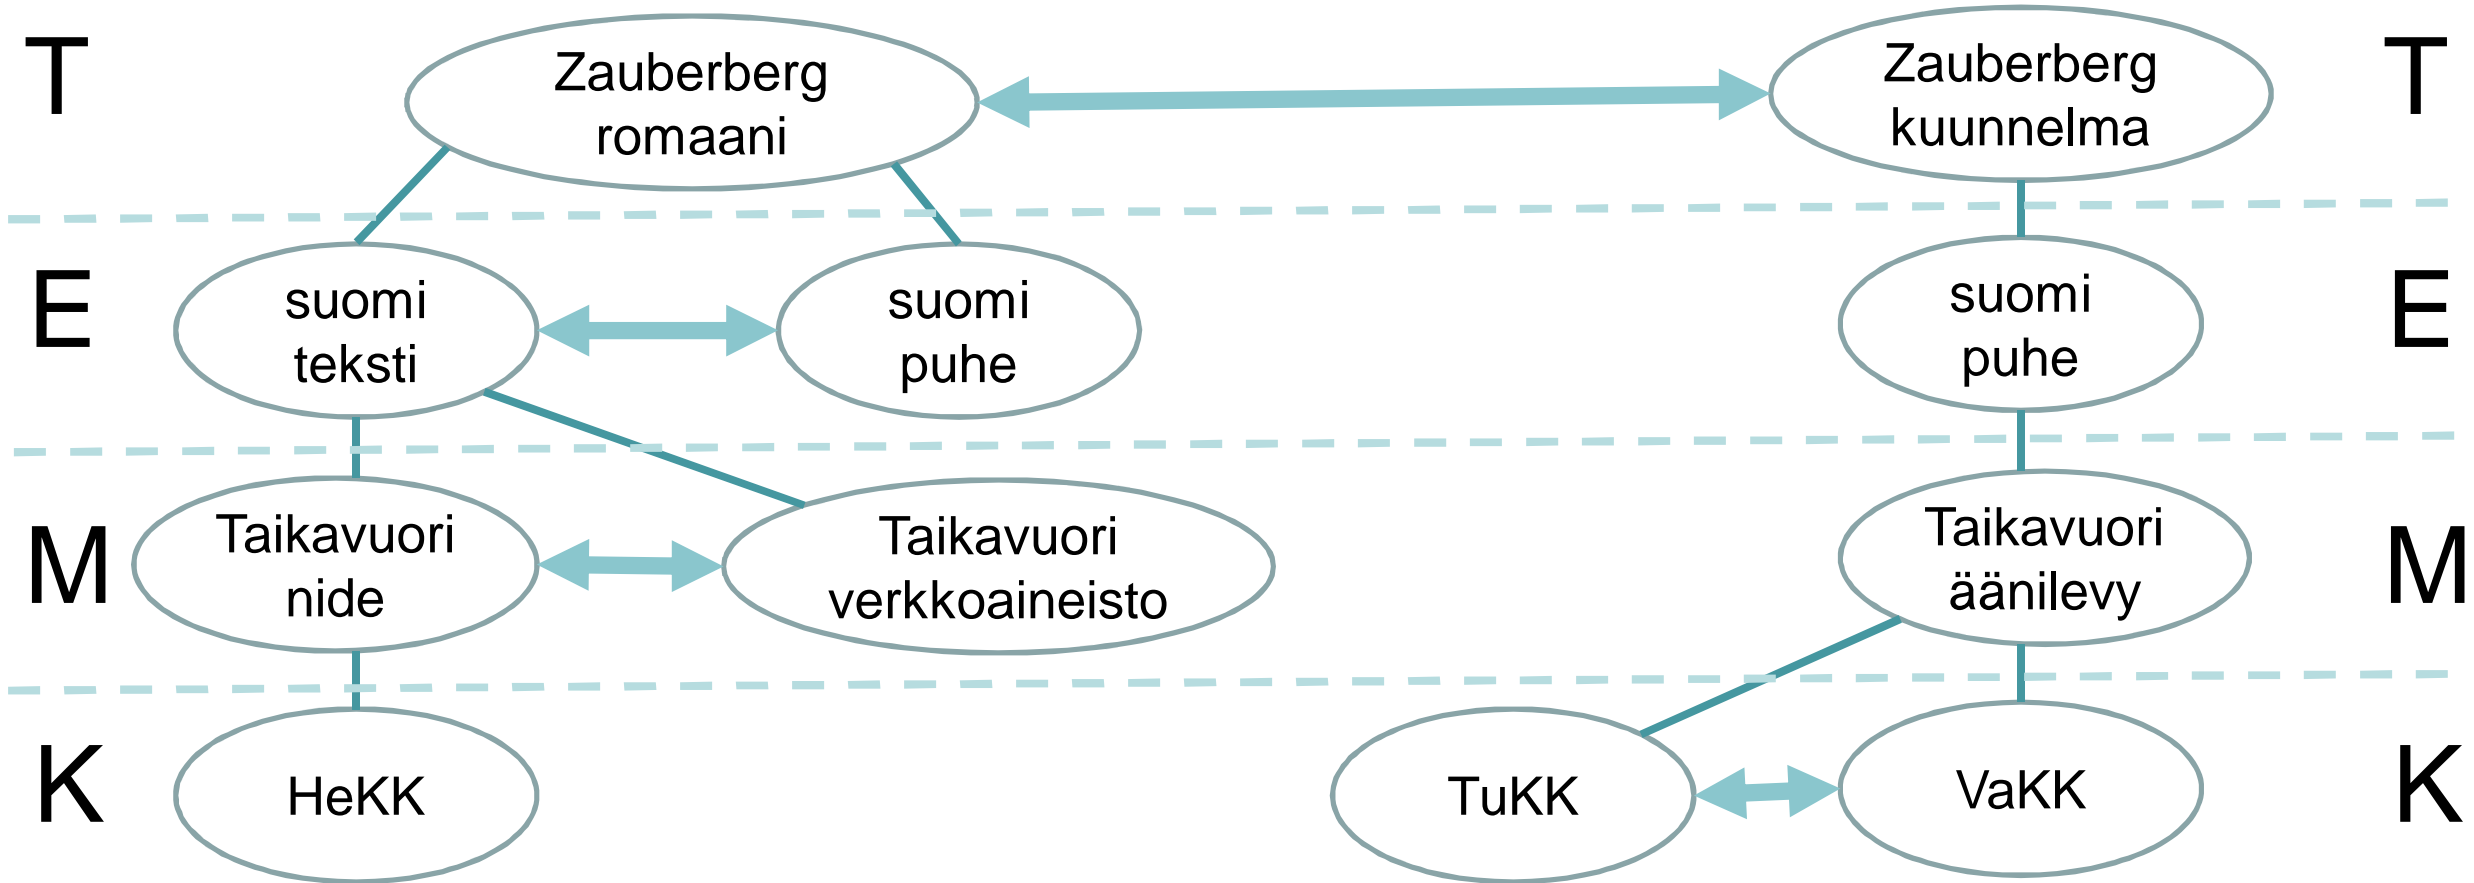 T
Zauberberg
romaani
Zauberberg
kuunnelma
T
E
suomi
teksti
suomi
puhe
suomi
puhe
E
M
Taikavuori
nide
Taikavuori
verkkoaineisto
Taikavuori
äänilevy
M
K
HeKK
TuKK
VaKK
K